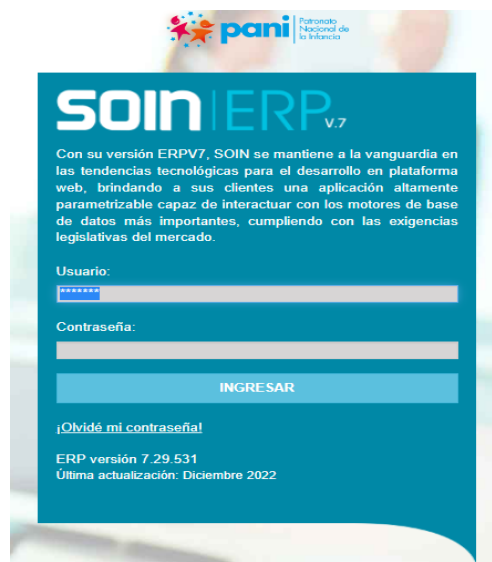 pani
Patronato
Nacional de
la Infancia
SOIN|ERP v.7
Con su versión ERPV7, SOIN se mantiene a la vanguardia en
las tendencias tecnológicas para el desarrollo en plataforma
web, brindando a sus clientes una aplicación altamente
parametrizable capaz de interactuar con los motores de base
de datos más importantes, cumpliendo con las exigencias
legislativas del mercado.
Usuario:
*******
Contraseña:
INGRESAR
¡Olvidé mi contraseña!
ERP versión 7.29.531
Última actualización: Diciembre 2022